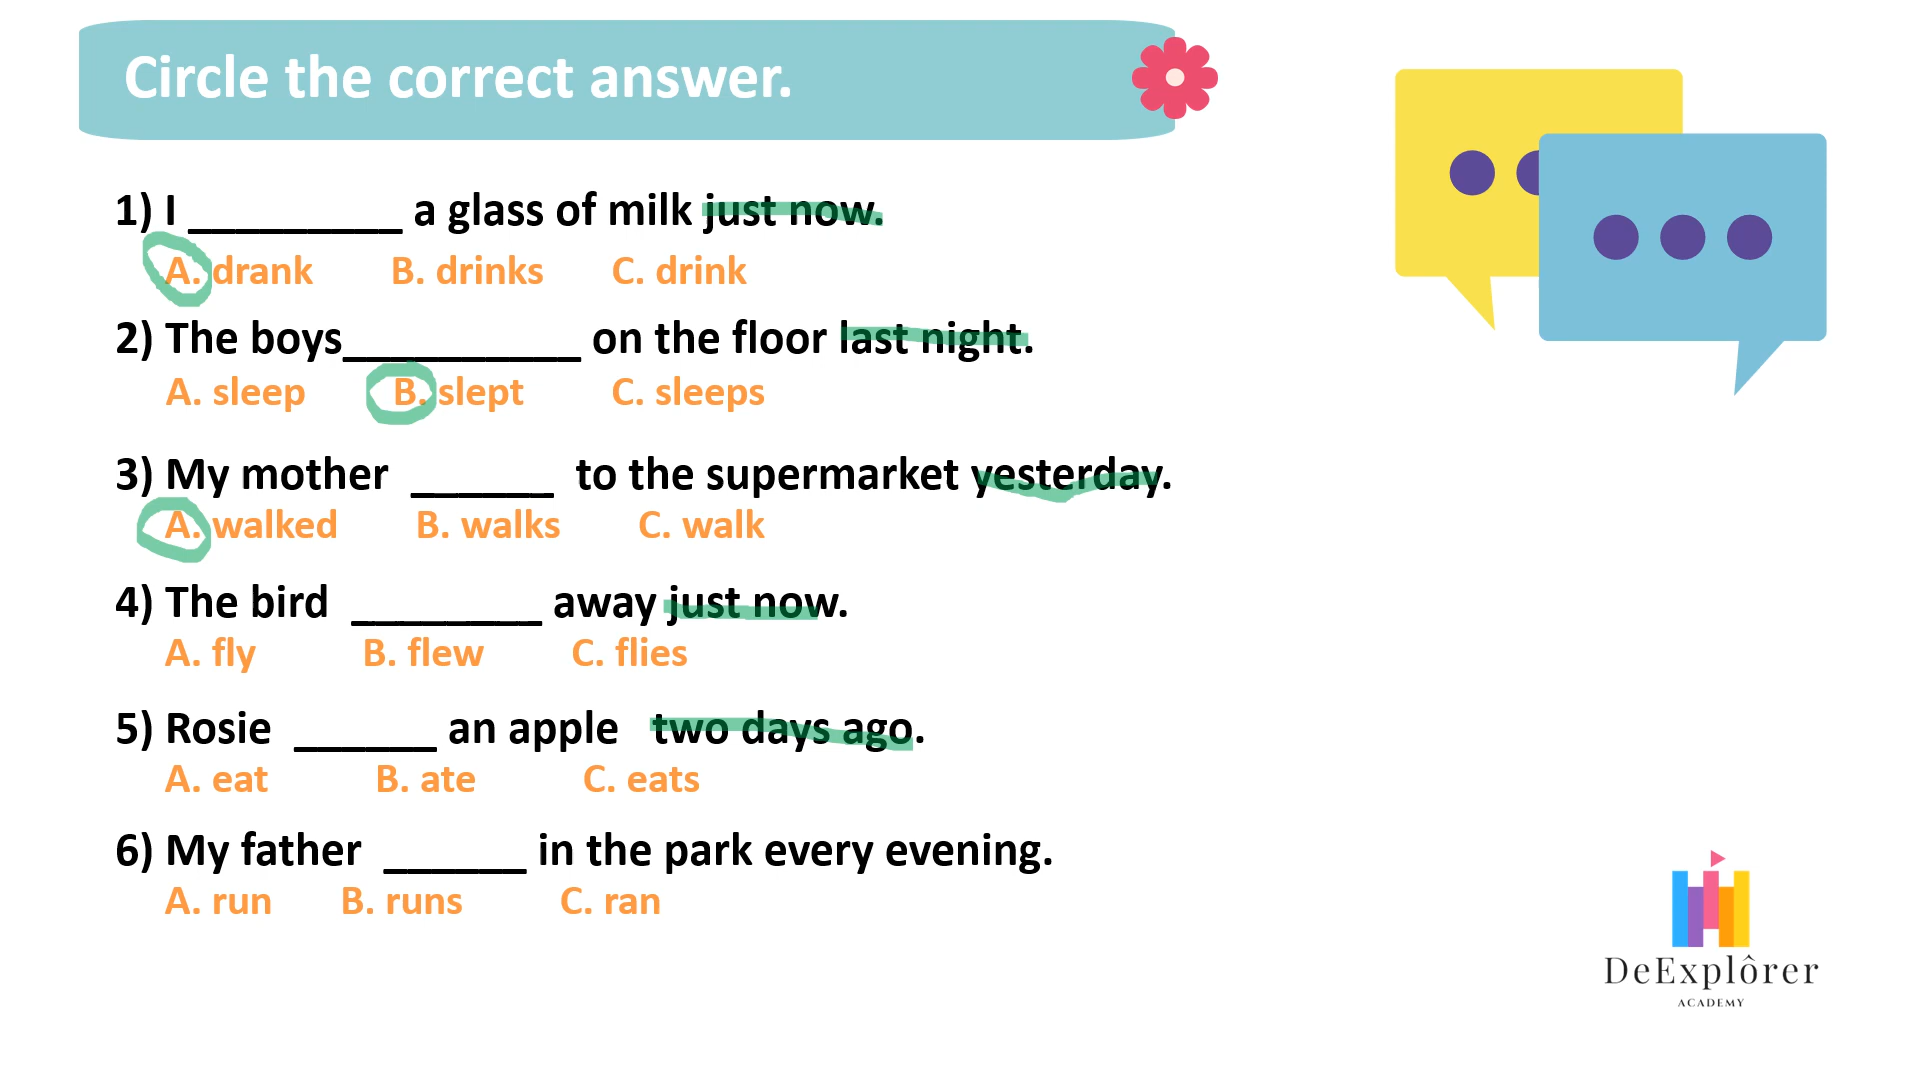 Circle the correct answer.
1) I _________ a glass of milk just now.
A. drank B. drinks C. drink
2) The boys__________ on the floor last night.
A. sleep B. slept C. sleeps
3) My mother ______ to the supermarket yesterday.
A. walked B. walks C. walk
4) The bird ________ away just now.
A. fly B. flew C. flies
5) Rosie ______ an apple two days ago.
A. eat B. ate C. eats
6) My father ______ in the park every evening.
A. run B. runs C. ran
DeExplôrer
ACADEMY